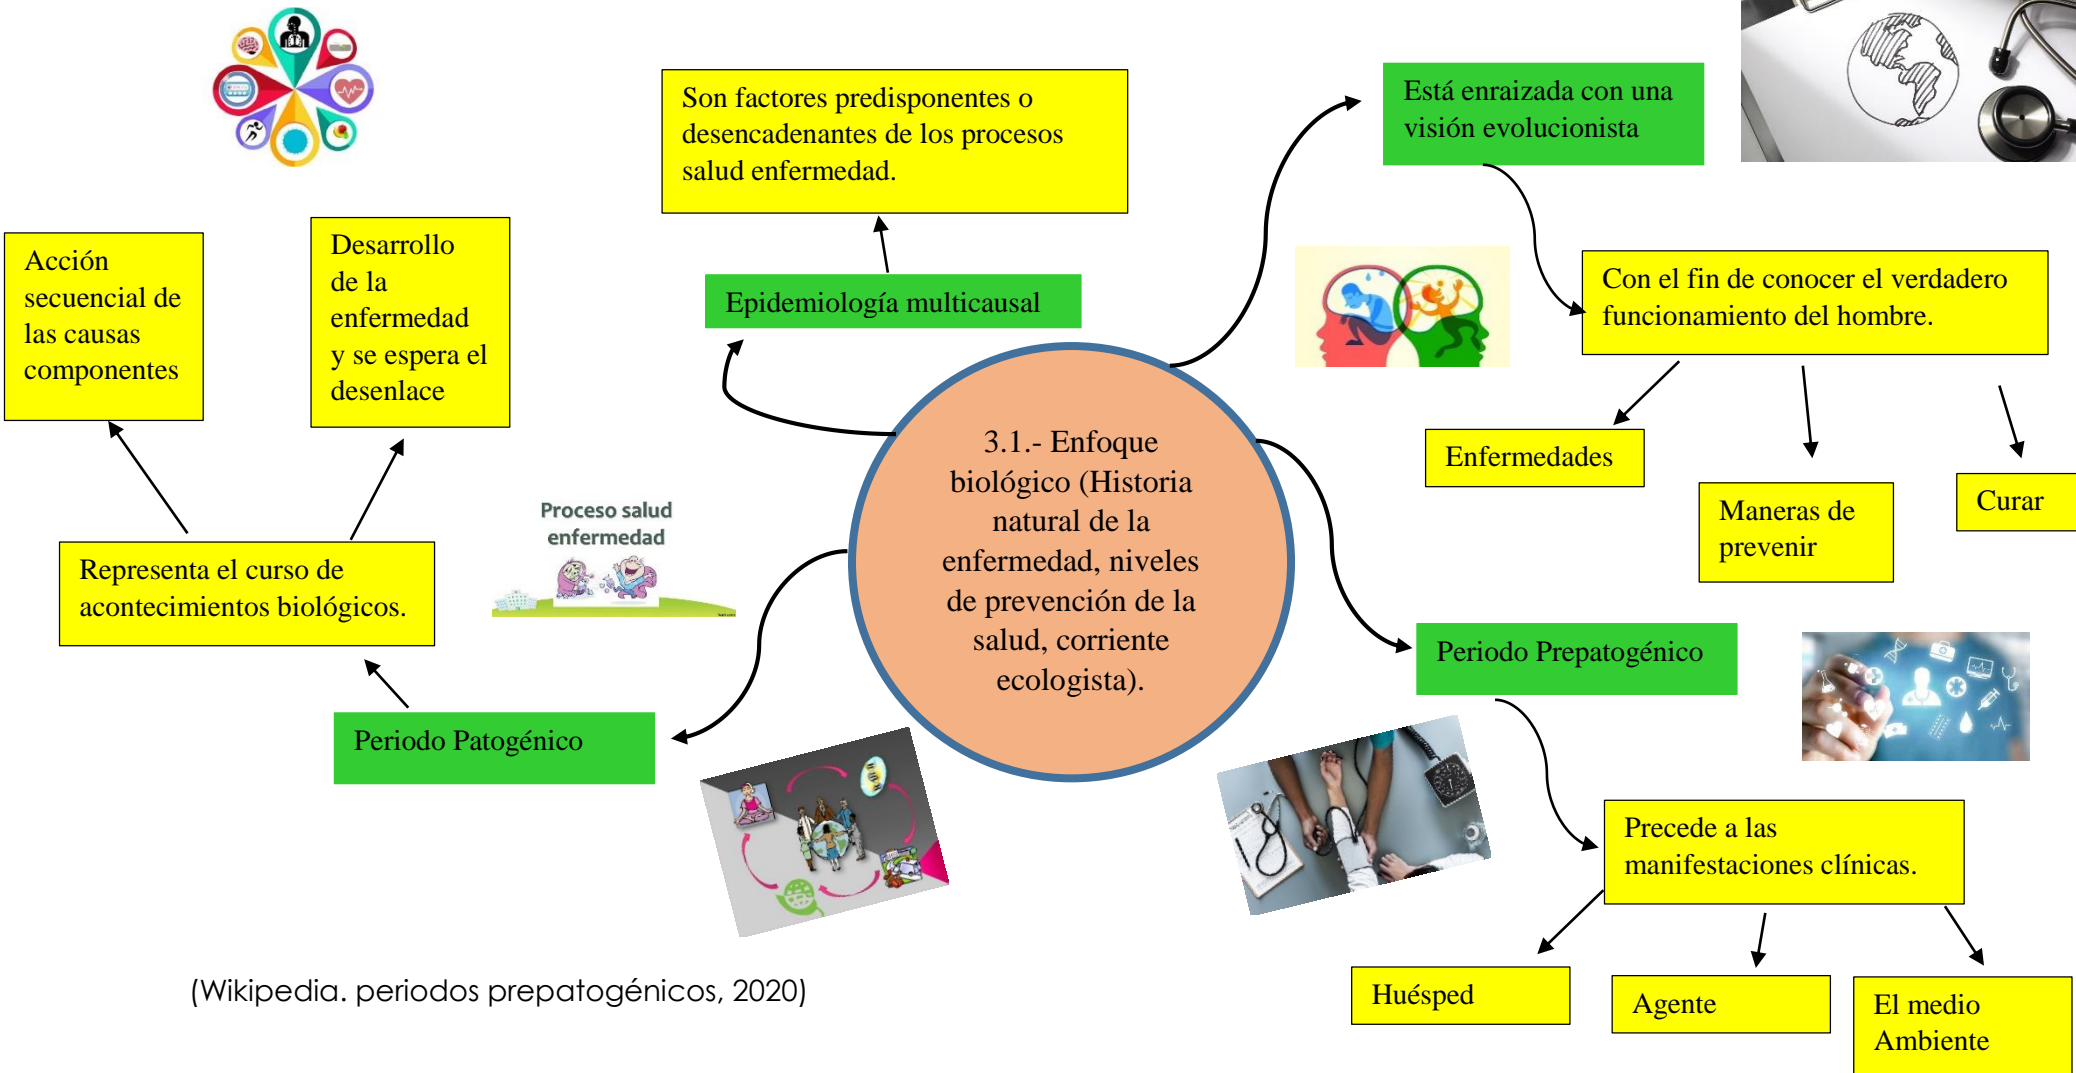 Son factores predisponentes o
desencadenantes de los procesos
salud enfermedad.
Está enraizada con una
visión evolucionista
Acción
secuencial de
las causas
componentes
Desarrollo
de la
enfermedad
y se espera el
desenlace
Epidemiología multicausal
Con el fin de conocer el verdadero
funcionamiento del hombre.
Enfermedades
Maneras de
prevenir
Curar
3.1.- Enfoque
biológico (Historia
natural de la
enfermedad, niveles
de prevención de la
salud, corriente
ecologista).
Proceso salud
enfermedad
Representa el curso de
acontecimientos biológicos.
Periodo Patogénico
Periodo Prepatogénico
Precede a las
manifestaciones clínicas.
Huésped
Agente
El medio
Ambiente
(Wikipedia. periodos prepatogénicos, 2020)